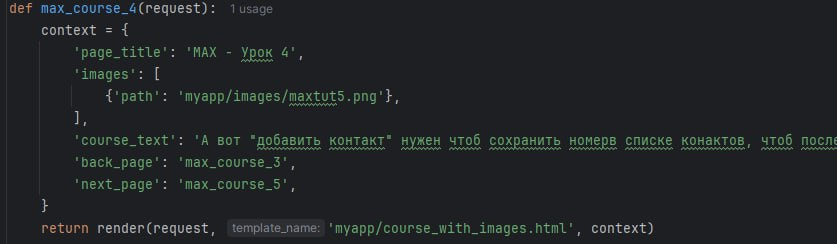 def max_course_4(request): 1 usage
context = {
'page_title': 'MAX - Урок 4',
'images': [
{'path': 'myapp/images/maxtut5.png'},
],
'course_text': 'А вот "добавить контакт" нужен чтоб сохранить номерв списке конактов, чтоб после
'back_page': 'max_course_3',
'next_page': 'max_course_5',
}
return render(request, template_name: 'myapp/course_with_images.html', context)